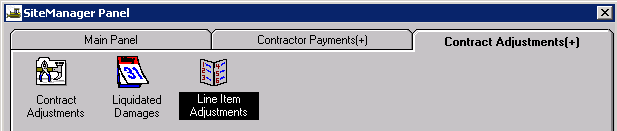 SiteManager Panel
Main Panel
Contractor Payments(+)
Contract Adjustments(+)
Contract
Adjustments
31
Liquidated
Damages
Line Item
Adjustments